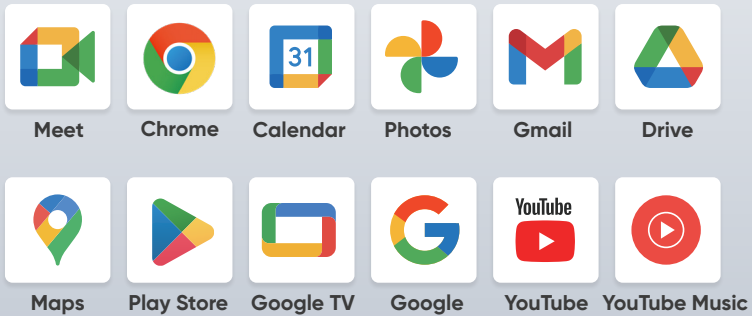 31
Meet Chrome Calendar Photos Gmail Drive
YouTube
Maps Play Store Google TV Google YouTube YouTube Music